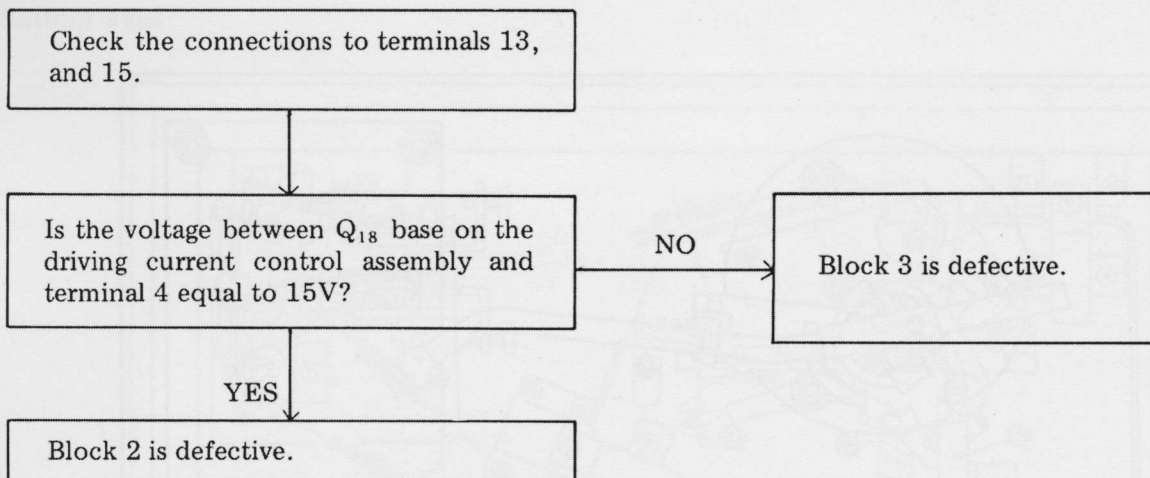 Check the connections to terminals 13,
and 15.
Is the voltage between Q₁₈ base on the
driving current control assembly and
terminal 4 equal to 15V?
NO
Block 3 is defective.
YES
Block 2 is defective.